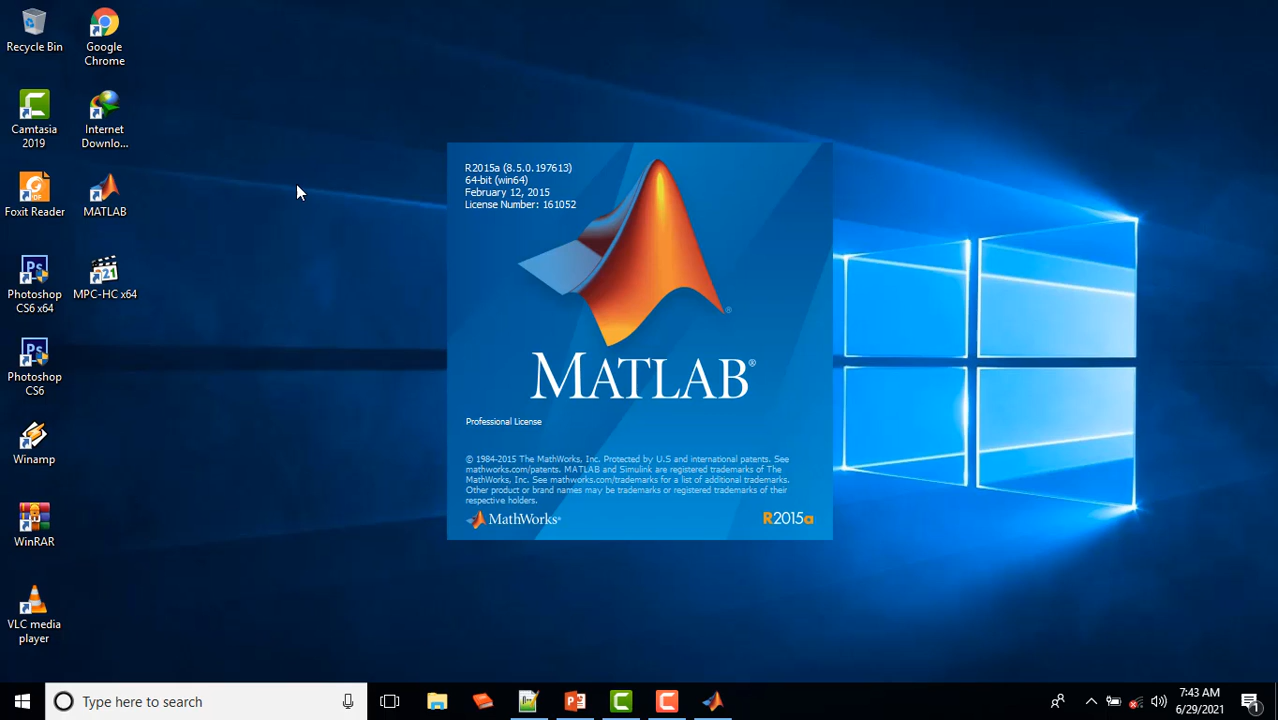 Recycle Bin
Google
Chrome
Camtasia
2019
Internet
Downlo...
Foxit Reader
MATLAB
Photoshop
CS6 x64
MPC-HC x64
Photoshop
CS6
Winamp
WinRAR
VLC media
player
R2015a (8.5.0.197613)
64-bit (win64)
February 12, 2015
License Number: 161052
MATLAB®
Professional License
© 1984-2015 The MathWorks, Inc. Protected by U.S and international patents. See
mathworks.com/patents. MATLAB and Simulink are registered trademarks of The
MathWorks, Inc. See mathworks.com/trademarks for a list of additional trademarks.
Other product or brand names may be trademarks or registered trademarks of their
respective holders.
MathWorks®
R2015a
Type here to search
7:43 AM
6/29/2021